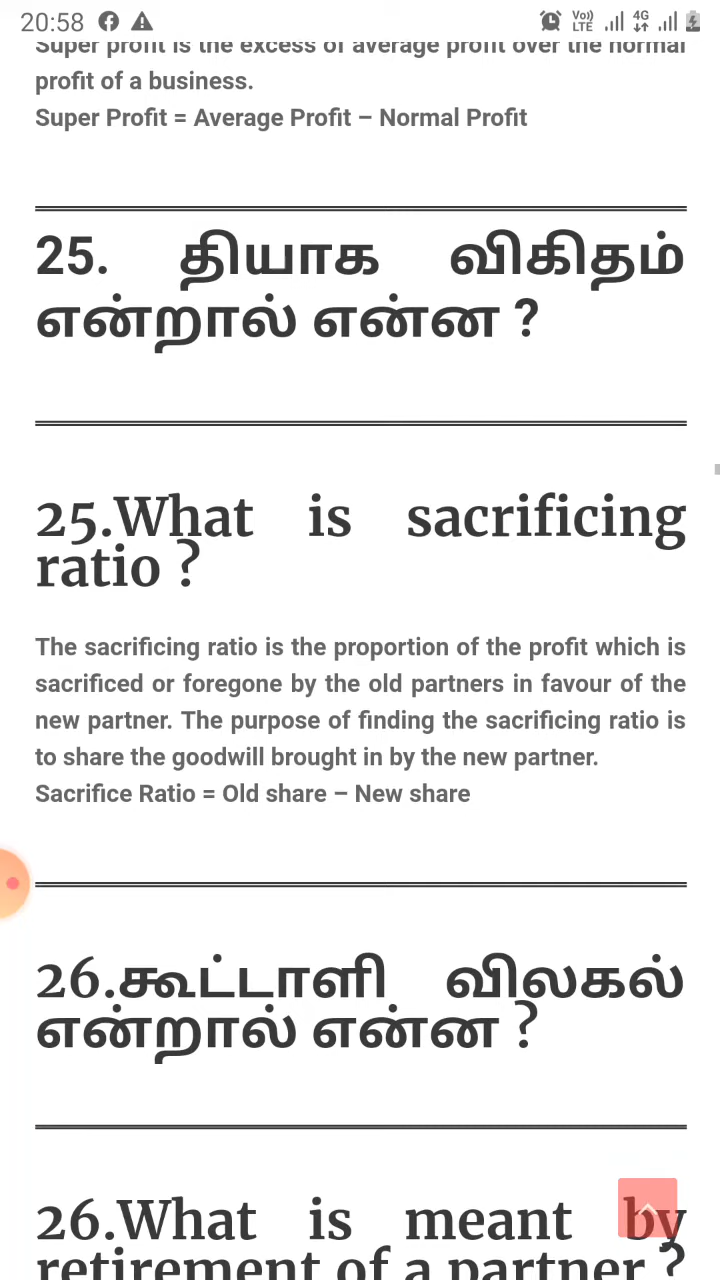 20:58
Vo)) LTE 4G
Super profit is the excess of average profit over the normal
profit of a business.
Super Profit = Average Profit – Normal Profit
25. தியாக விகிதம்
என்றால் என்ன ?
25.What is sacrificing
ratio ?
The sacrificing ratio is the proportion of the profit which is
sacrificed or foregone by the old partners in favour of the
new partner. The purpose of finding the sacrificing ratio is
to share the goodwill brought in by the new partner.
Sacrifice Ratio = Old share – New share
26.கூட்டாளி விலகல்
என்றால் என்ன ?
26.What is meant by
retirement of a partner ?